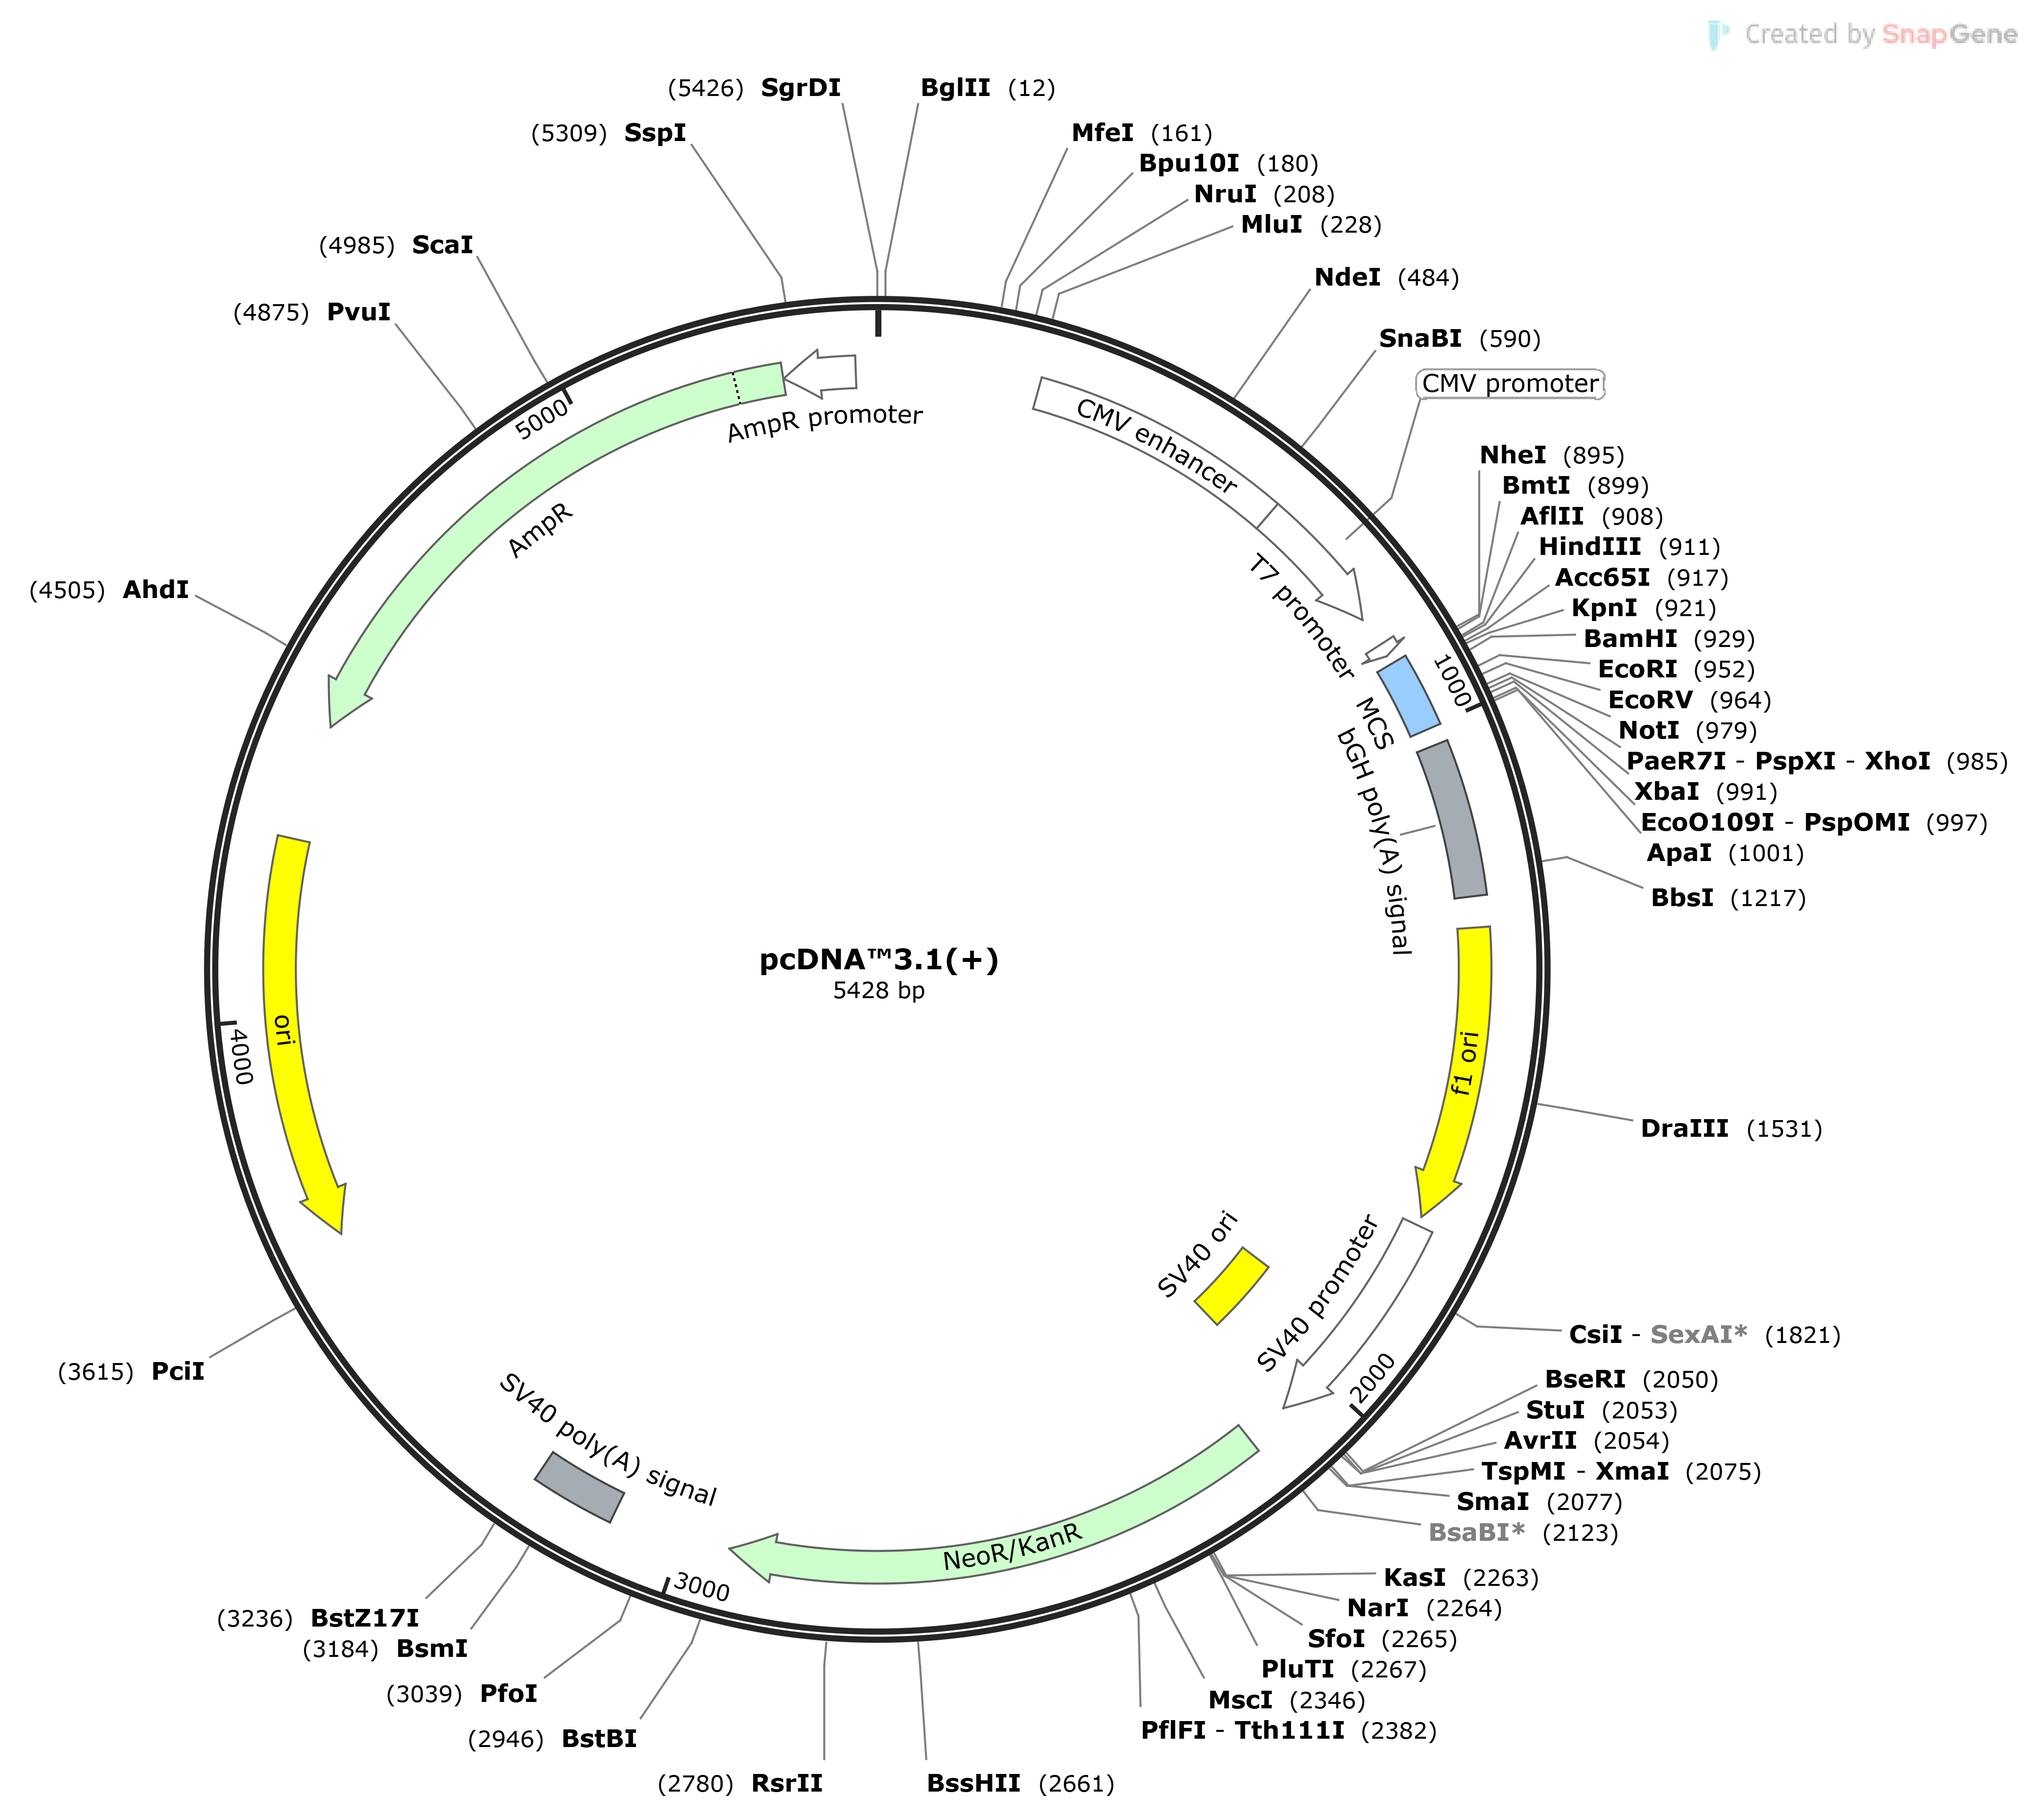 Created by SnapGene
(5426) SgrDI
BglII (12)
(5309) SspI
MfeI (161)
Bpu10I (180)
NruI (208)
MluI (228)
(4985) ScaI
NdeI (484)
(4875) PvuI
SnaBI (590)
CMV promoter
5000
AmpR promoter
CMV enhancer
NheI (895)
BmtI (899)
AflII (908)
AmpR
HindIII (911)
T7 promoter
Acc65I (917)
(4505) AhdI
KpnI (921)
BamHI (929)
EcoRI (952)
1000
EcoRV (964)
MCS
NotI (979)
PaeR7I - PspXI - XhoI (985)
XbaI (991)
EcoO109I - PspOMI (997)
bGH poly(A) signal
ApaI (1001)
BbsI (1217)
pcDNA™3.1(+)
5428 bp
ori
4000
f1 ori
DraIII (1531)
SV40 ori
SV40 promoter
CsiI - SexAI* (1821)
(3615) PciI
2000
BseRI (2050)
StuI (2053)
SV40 poly(A) signal
AvrII (2054)
TspMI - XmaI (2075)
SmaI (2077)
BsaBI* (2123)
NeoR/KanR
KasI (2263)
3000
NarI (2264)
(3236) BstZ17I
SfoI (2265)
(3184) BsmI
PluTI (2267)
(3039) PfoI
MscI (2346)
PflFI - Tth111I (2382)
(2946) BstBI
(2780) RsrII
BssHII (2661)